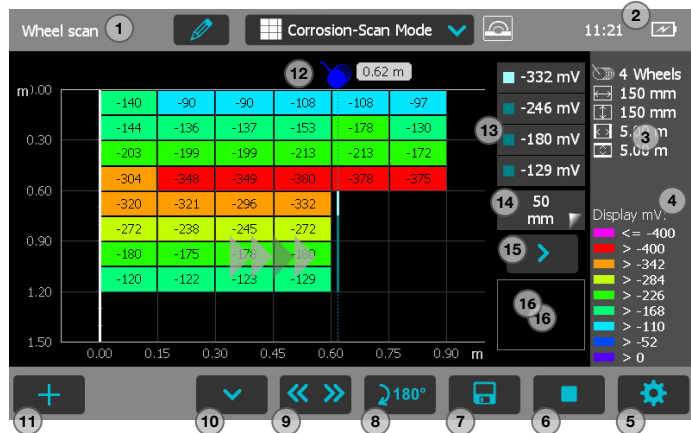 Wheel scan 1 Corrosion-Scan Mode 11:21 2
12 0.62 m
m) 0.00
-140 -90 -90 -108 -108 -97
-144 -136 -137 -153 -178 -130
0.30
-203 -199 -199 -213 -213 -172
-304 -348 -349 -380 -378 -375
0.60
-320 -321 -296 -332
-272 -238 -245 -272
0.90
-180 -175 -178 -180
-120 -122 -123 -129
1.20
1.50
0.00 0.15 0.30 0.45 0.60 0.75 0.90 m
-332 mV
-246 mV
13
-180 mV
-129 mV
14 50 mm
15
16
16
4 Wheels
150 mm
150 mm
5.00 m 3
5.00 m
4
Display mV:
<= -400
> -400
> -342
> -284
> -226
> -168
> -110
> -52
> 0
180°
11 10 9 8 7 6 5